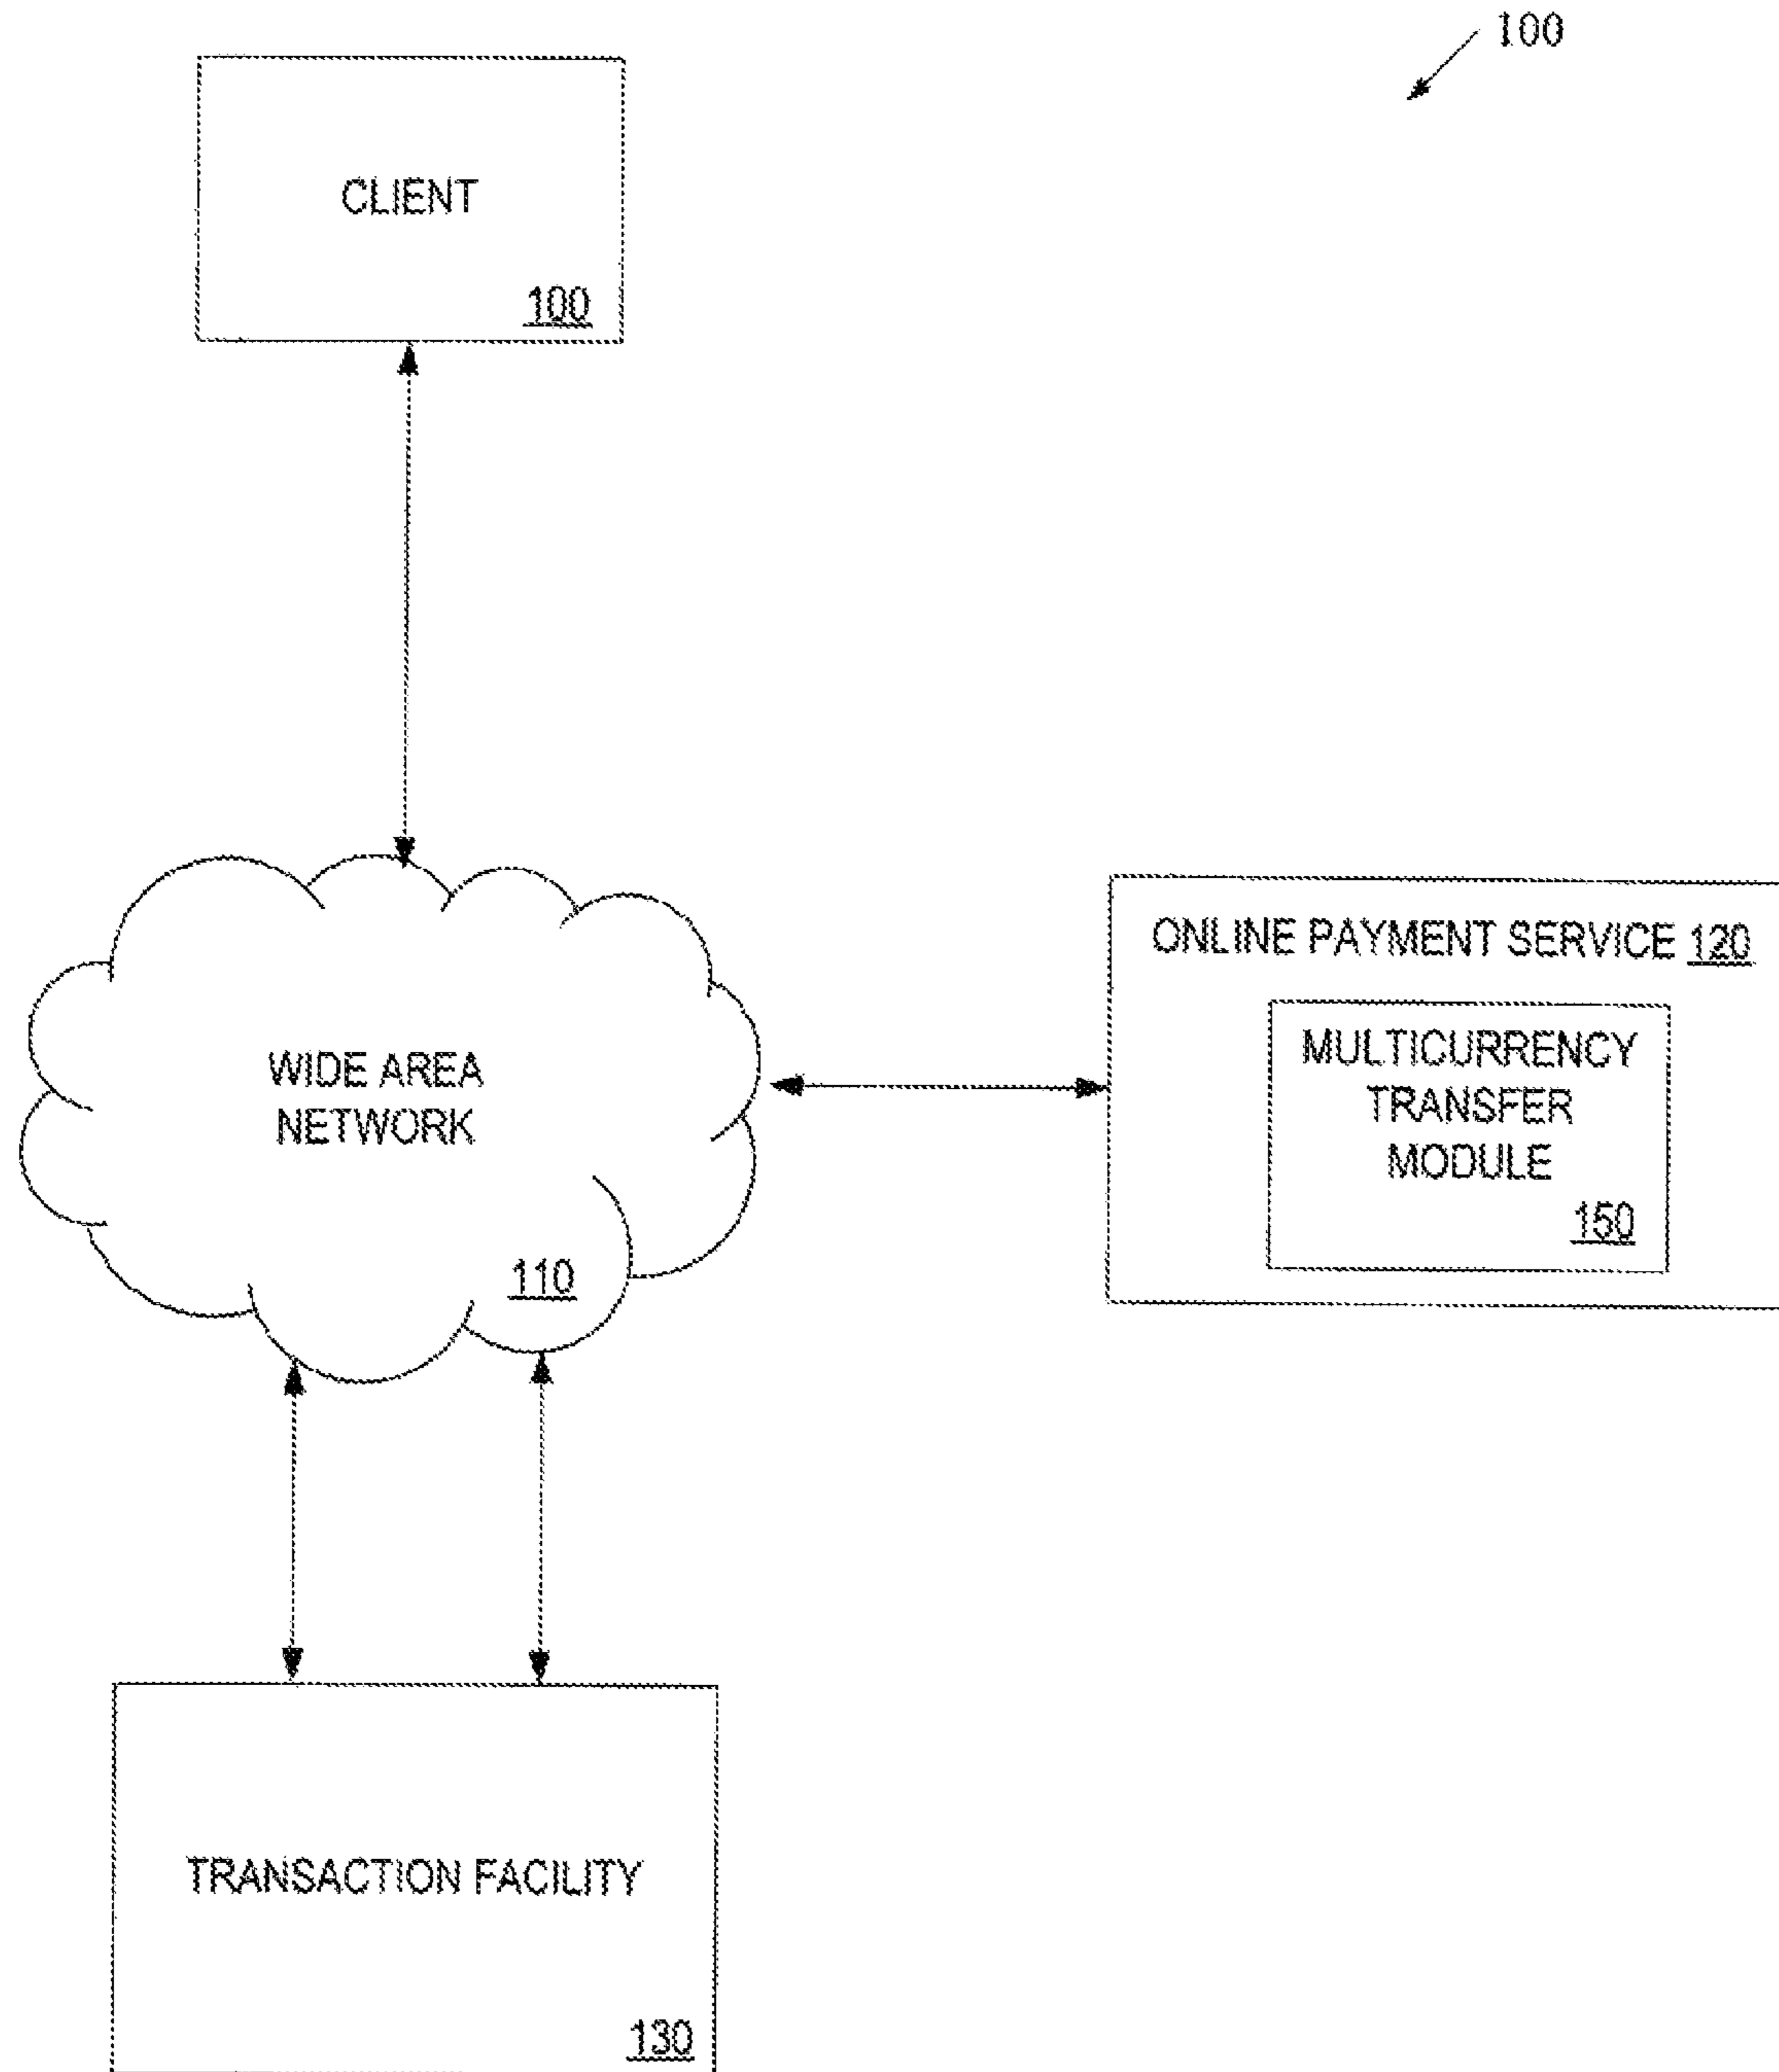 100
CLIENT
100
ONLINE PAYMENT SERVICE 120
MULTICURRENCY
TRANSFER
MODULE
150
WIDE AREA
NETWORK
110
TRANSACTION FACILITY
130